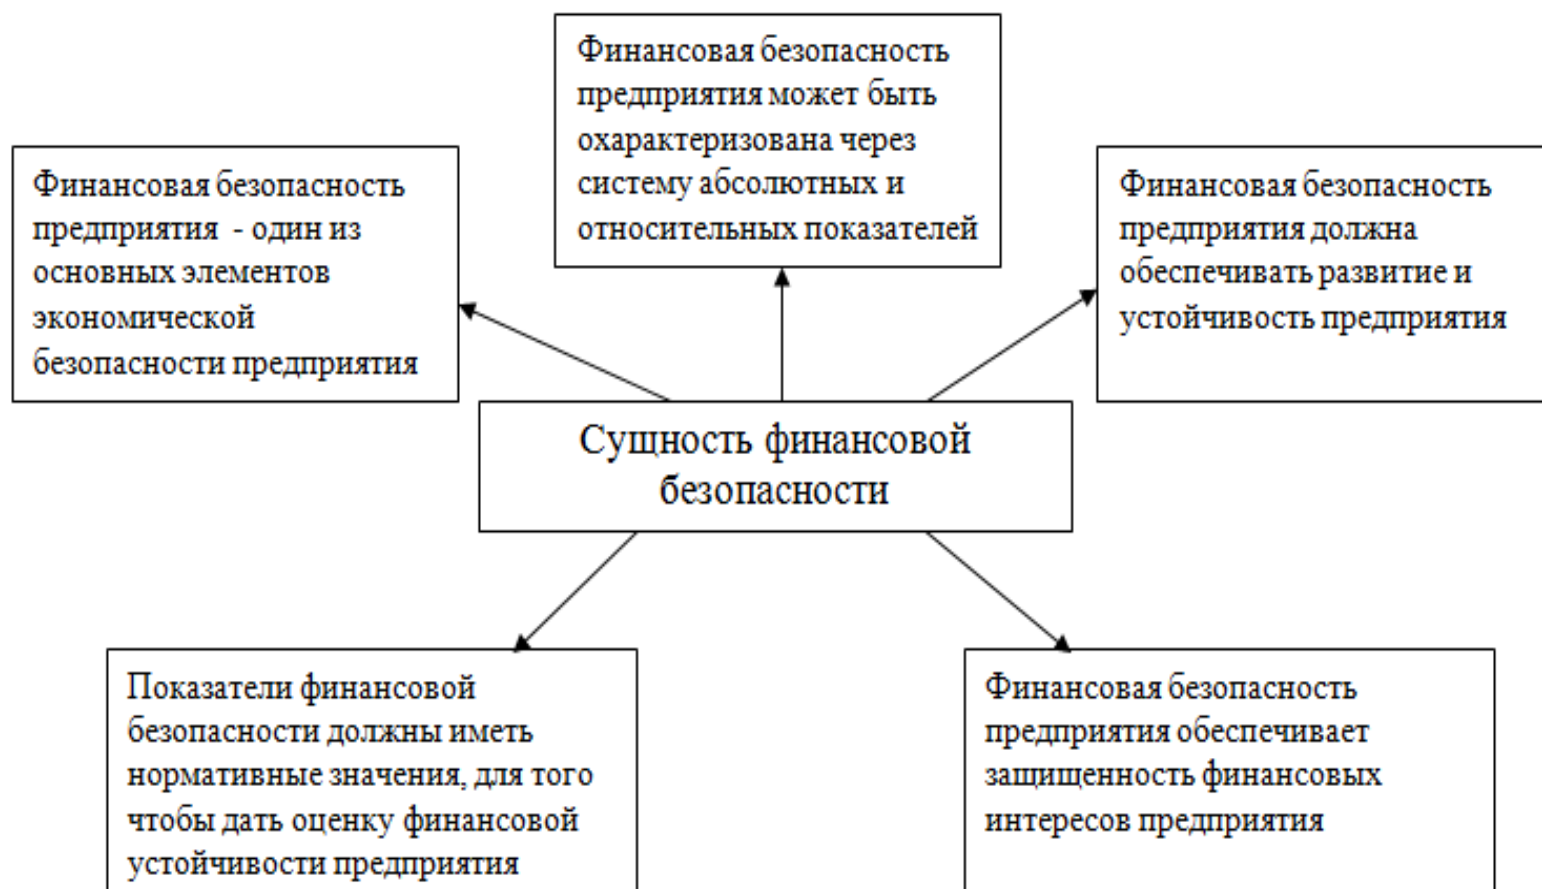 Финансовая безопасность
предприятия может быть
охарактеризована через
систему абсолютных и
относительных показателей
Финансовая безопасность
предприятия - один из
основных элементов
экономической
безопасности предприятия
Финансовая безопасность
предприятия должна
обеспечивать развитие и
устойчивость предприятия
Сущность финансовой
безопасности
Показатели финансовой
безопасности должны иметь
нормативные значения, для того
чтобы дать оценку финансовой
устойчивости предприятия
Финансовая безопасность
предприятия обеспечивает
защищенность финансовых
интересов предприятия